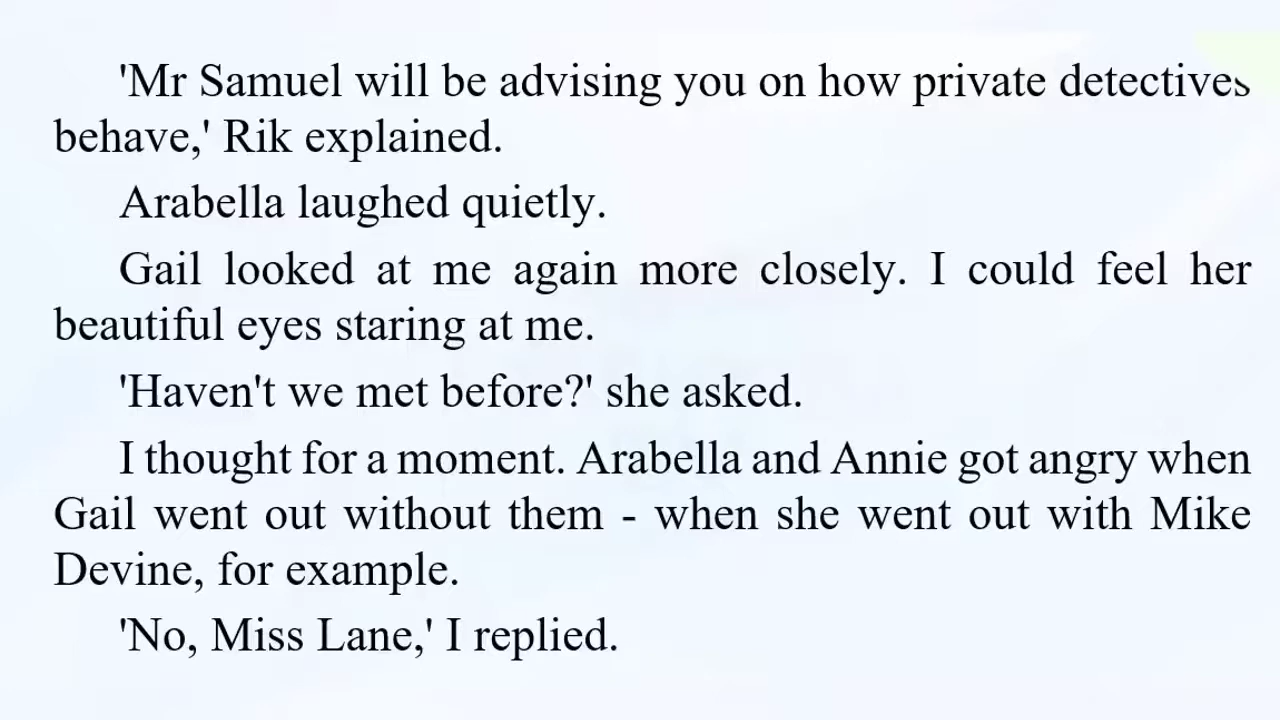 'Mr Samuel will be advising you on how private detectives
behave,' Rik explained.
Arabella laughed quietly.
Gail looked at me again more closely. I could feel her
beautiful eyes staring at me.
'Haven't we met before?' she asked.
I thought for a moment. Arabella and Annie got angry when
Gail went out without them - when she went out with Mike
Devine, for example.
'No, Miss Lane,' I replied.